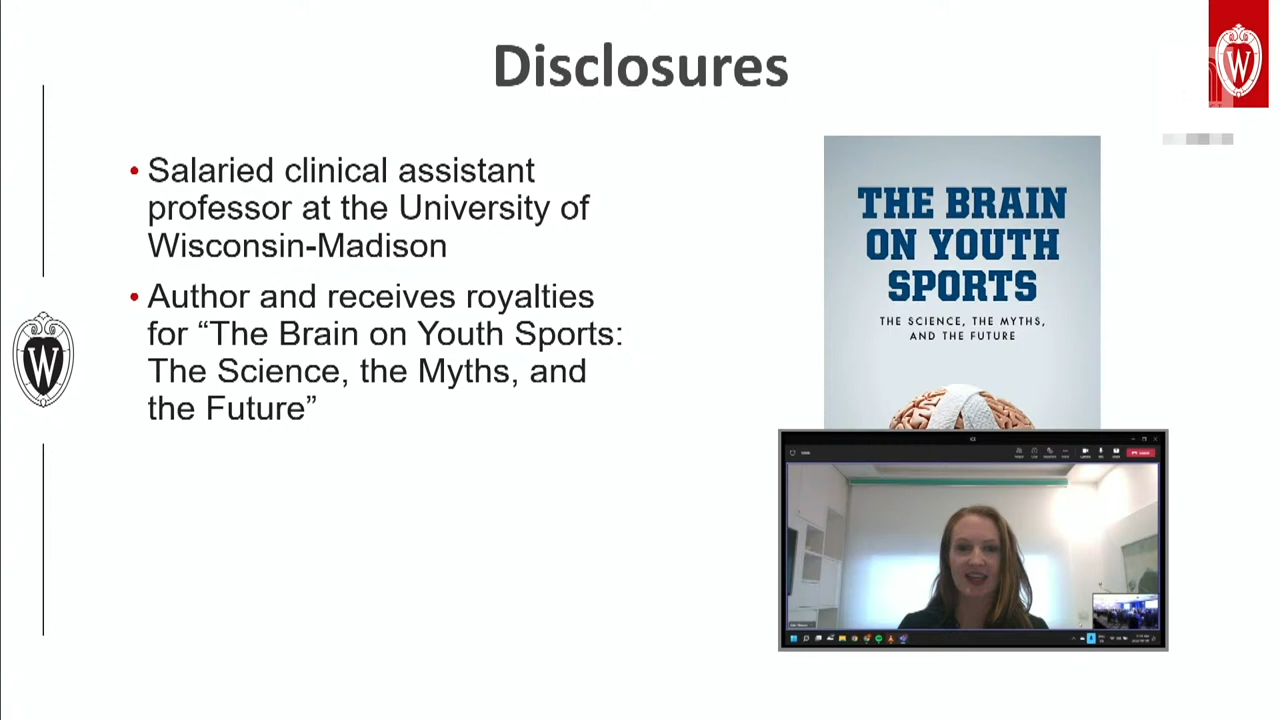 Disclosures
W
• Salaried clinical assistant
professor at the University of
Wisconsin-Madison
• Author and receives royalties
for “The Brain on Youth Sports:
The Science, the Myths, and
the Future”
W
THE BRAIN
ON YOUTH
SPORTS
THE SCIENCE, THE MYTHS,
AND THE FUTURE